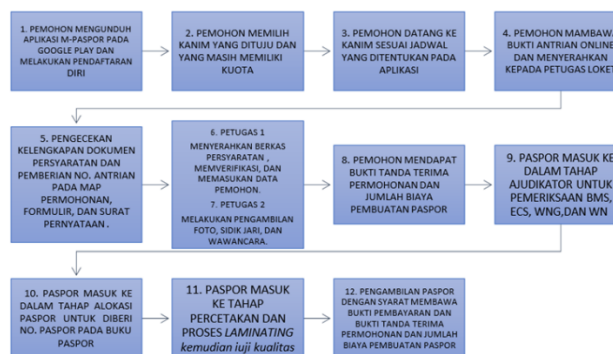 1. PEMOHON MENGUNDUH
APLIKASI M-PASPOR PADA
GOOGLE PLAY DAN
MELAKUKAN PENDAFTARAN
DIRI
2. PEMOHON MEMILIH
KANIM YANG DITUJU DAN
YANG MASIH MEMILIKI
KUOTA
3. PEMOHON DATANG KE
KANIM SESUAI JADWAL
YANG DITENTUKAN PADA
APLIKASI
4. PEMOHON MAMBAWA
BUKTI ANTRIAN ONLINE
DAN MENYERAHKAN
KEPADA PETUGAS LOKET
5. PENGECEKAN
KELENGKAPAN DOKUMEN
PERSYARATAN DAN
PEMBERIAN NO. ANTRIAN
PADA MAP
PERMOHONAN,
FORMULIR, DAN SURAT
PERNYATAAN .
6. PETUGAS 1
MENYERAHKAN BERKAS
PERSYARATAN ,
MEMVERIFIKASI, DAN
MEMASUKAN DATA
PEMOHON.
7. PETUGAS 2
MELAKUKAN PENGAMBILAN
FOTO, SIDIK JARI, DAN
WAWANCARA.
8. PEMOHON MENDAPAT
BUKTI TANDA TERIMA
PERMOHONAN DAN
JUMLAH BIAYA
PEMBUATAN PASPOR
9. PASPOR MASUK KE
DALAM TAHAP
AJUDIKATOR UNTUK
PEMERIKSAAN BMS,
ECS, WNG,DAN WN
10. PASPOR MASUK KE
DALAM TAHAP ALOKASI
PASPOR UNTUK DIBERI
NO. PASPOR PADA BUKU
PASPOR
11. PASPOR MASUK
KE TAHAP
PERCETAKAN DAN
PROSES LAMINATING
kemudian iuji kualitas
12. PENGAMBILAN PASPOR
DENGAN SYARAT MEMBAWA
BUKTI PEMBAYARAN DAN
BUKTI TANDA TERIMA
PERMOHONAN DAN JUMLAH
BIAYA PEMBUATAN PASPOR